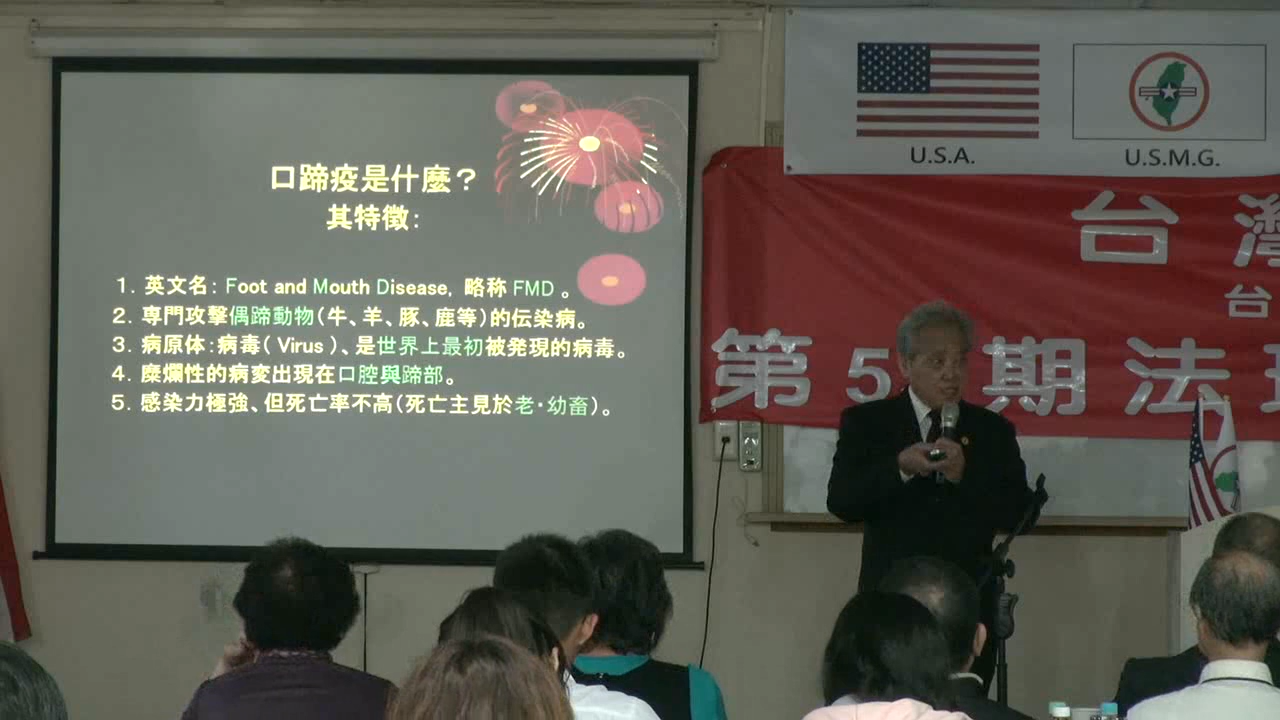 口蹄疫是什麼？
其特徴：
1. 英文名： Foot and Mouth Disease， 略称 FMD 。
2. 専門攻擊偶蹄動物（牛、羊、豚、鹿等）的伝染病。
3. 病原体：病毒（ Virus ）、是世界上最初被発現的病毒。
4. 糜爛性的病変出現在口腔與蹄部。
5. 感染力極強、但死亡率不高（死亡主見於老・幼畜）。
U.S.A.
U.S.M.G.
台灣
台
第 5 期 法理